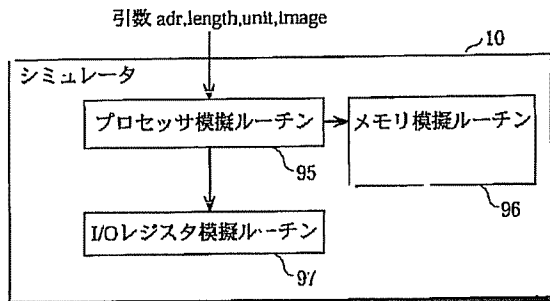 引数 adr,length,unit,image
10
シミュレータ
プロセッサ模擬ルーチン
メモリ模擬ルーチン
95
96
I/Oレジスタ模擬ルーチン
97